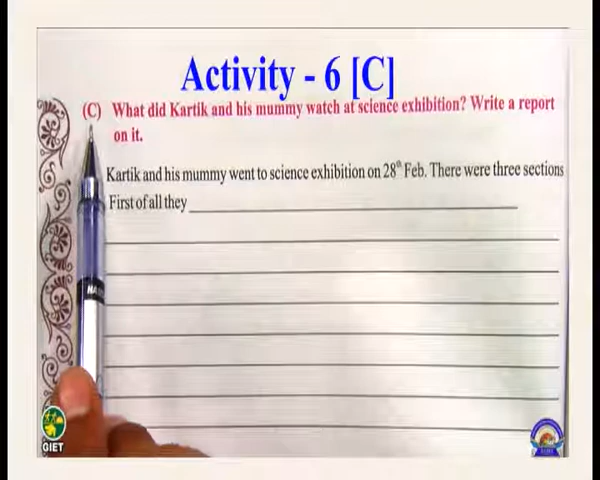 Activity - 6 [C]
(C) What did Kartik and his mummy watch at science exhibition? Write a report
on it.
Kartik and his mummy went to science exhibition on 28th Feb. There were three sections
First of all they
GIET